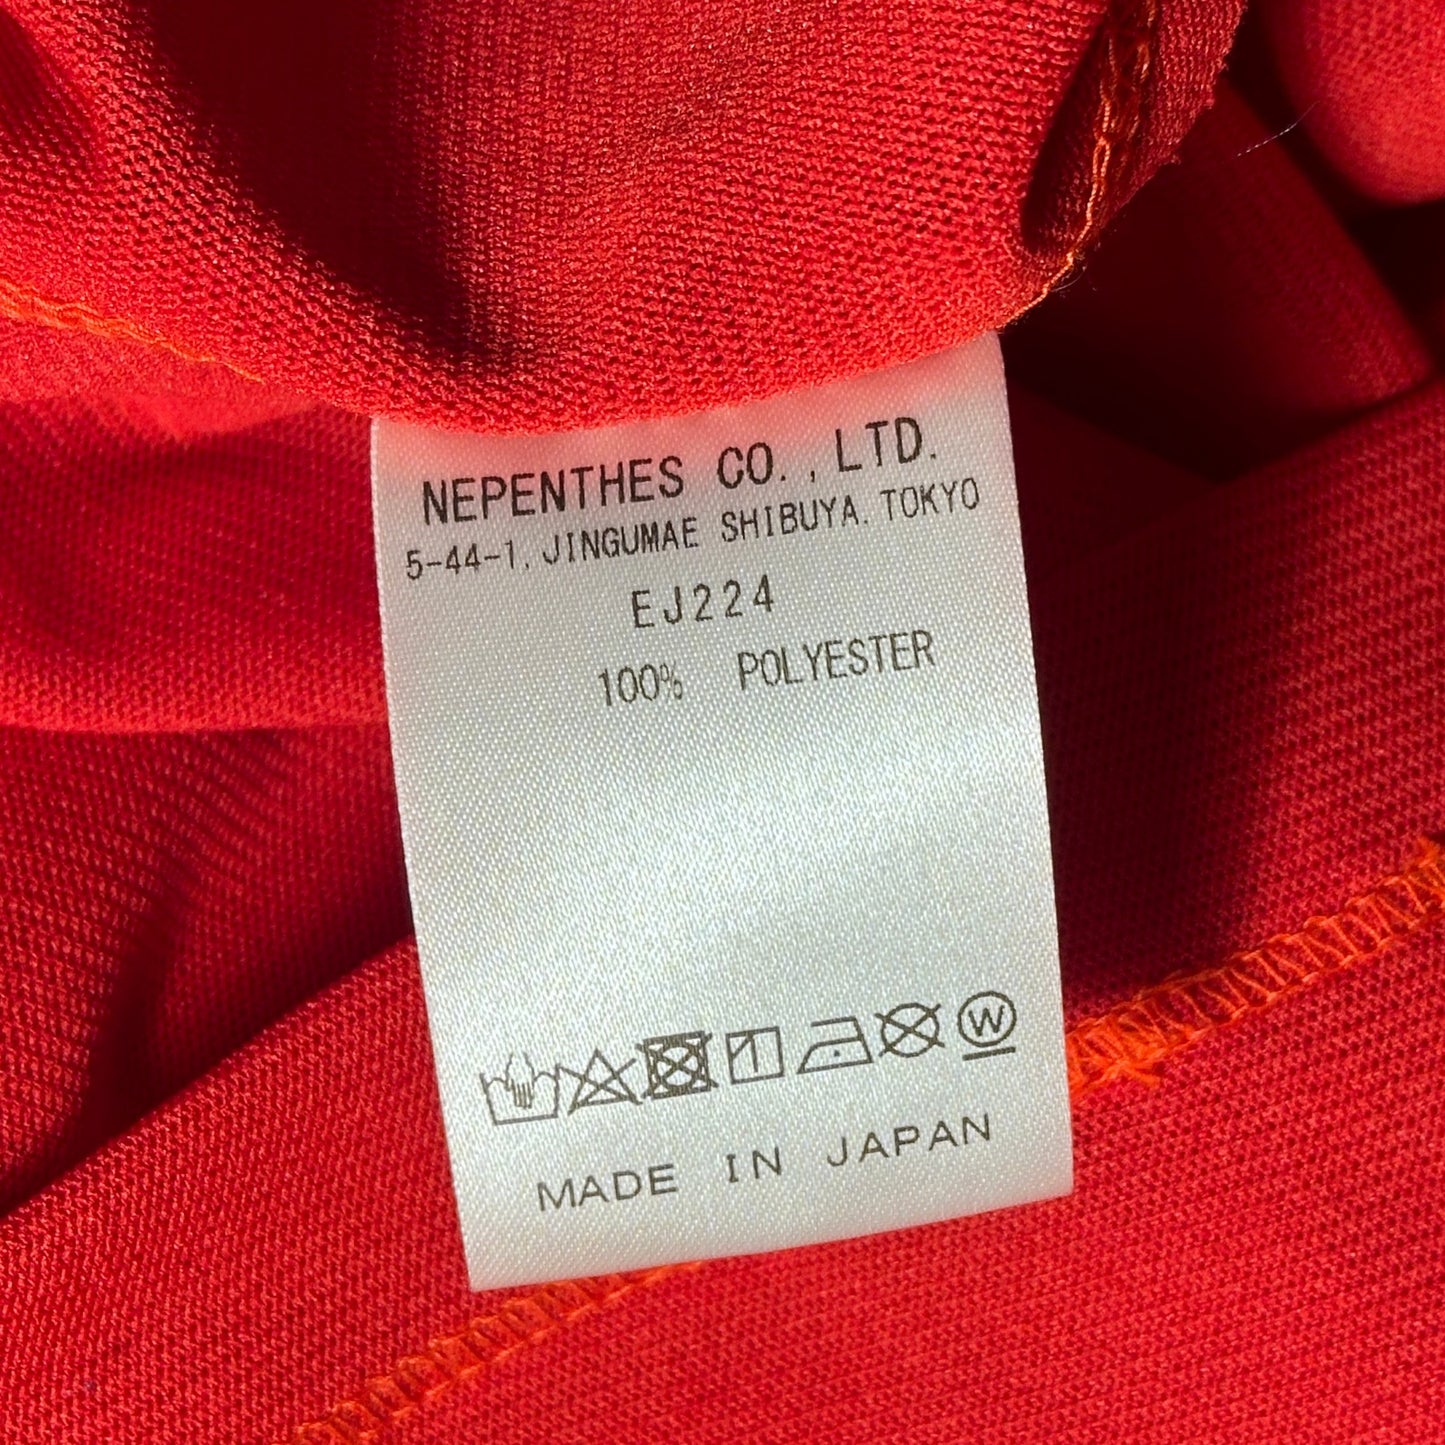 NEPENTHES CO., LTD.
5-44-1, JINGUMAE SHIBUYA. TOKYO
EJ224
100% POLYESTER
W
MADE IN JAPAN